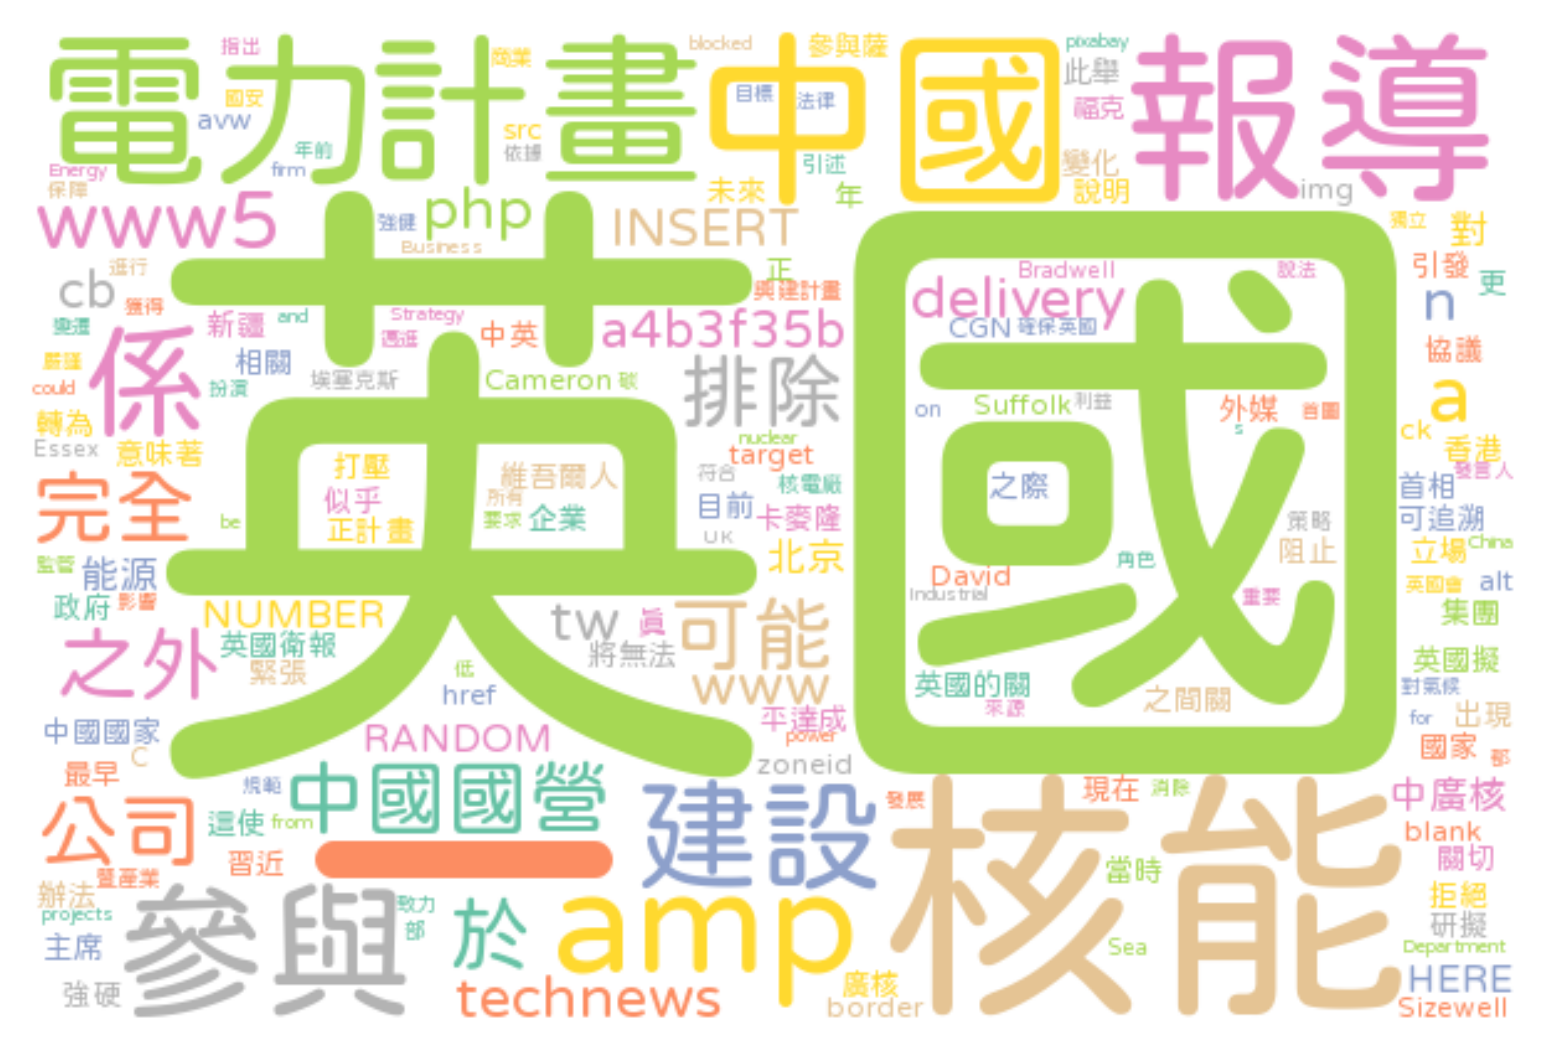 電力計畫
中
國
報導
指出
商業
blocked
參與薩
pixabay
此舉
國安
avw
目標
法律
福克
src
依據
年前
firm
引述
變化
Energy
保障
未來
年
說明
img
www5
強健
php
INSERT
獨立
對
Business
英國
cb
進行
獲得
正
興建計畫
Bradwell
說法
引發
更
delivery
n
新疆
and
Strategy
中英
a4b3f35b
CGN
確保英國
係
相關
邁進
協議
嚴謹
could
扮演
埃塞克斯
Cameron
碳
排除
on
Suffolk
利益
外媒
首圖
s
a
轉為
ck
Essex
意味著
nuclear
target
香港
發言人
打壓
維吾爾人
符合
核電廠
完全
似乎
所有
要求
企業
目前
卡麥隆
之際
首相
可追溯
be
正計畫
UK
策略
阻止
立場
China
監管
能源
北京
角色
David
Industrial
重要
英國會
alt
政府
影響
NUMBER
tw
真
可能
集團
之外
英國衛報
緊張
將無法
英國擬
低
href
www
英國的關
來源
之間關
對氣候
for
出現
中國國家
C
RANDOM
平達成
power
國家
最早
zoneid
規範
中國國營
建設
發展
核能
現在
消除
中廣核
公司
這使
from
blank
關切
習近
當時
暨產業
辦法
拒絕
projects
參與
致力
部
於
amp
研擬
主席
Sea
Department
強硬
technews
廣核
border
HERE
Sizewell